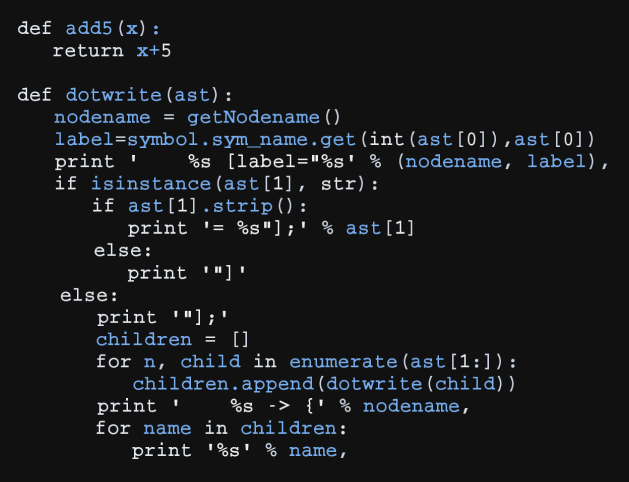 def add5(x):
    return x+5

def dotwrite(ast):
    nodename = getNodename()
    label=symbol.sym_name.get(int(ast[0]),ast[0])
    print '    %s [label="%s' % (nodename, label),
    if isinstance(ast[1], str):
        if ast[1].strip():
            print '= %s"];' % ast[1]
        else:
            print '"]'
    else:
        print '"];'
        children = []
        for n, child in enumerate(ast[1:]):
            children.append(dotwrite(child))
        print '    %s -> {' % nodename,
        for name in children:
            print '%s' % name,